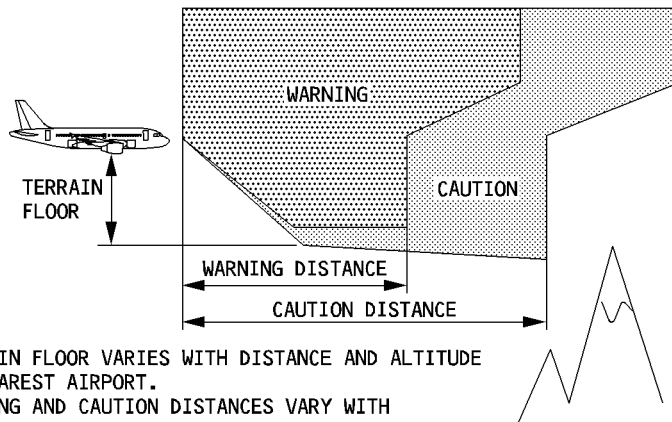 WARNING
CAUTION
TERRAIN
FLOOR
WARNING DISTANCE
CAUTION DISTANCE
IN FLOOR VARIES WITH DISTANCE AND ALTITUDE
AREST AIRPORT.
NG AND CAUTION DISTANCES VARY WITH